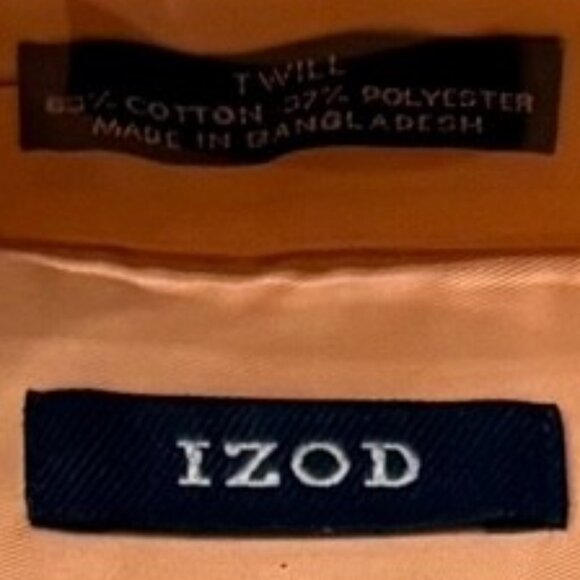 TWILL
63% COTTON 37% POLYESTER
MADE IN BANGLADESH
IZOD